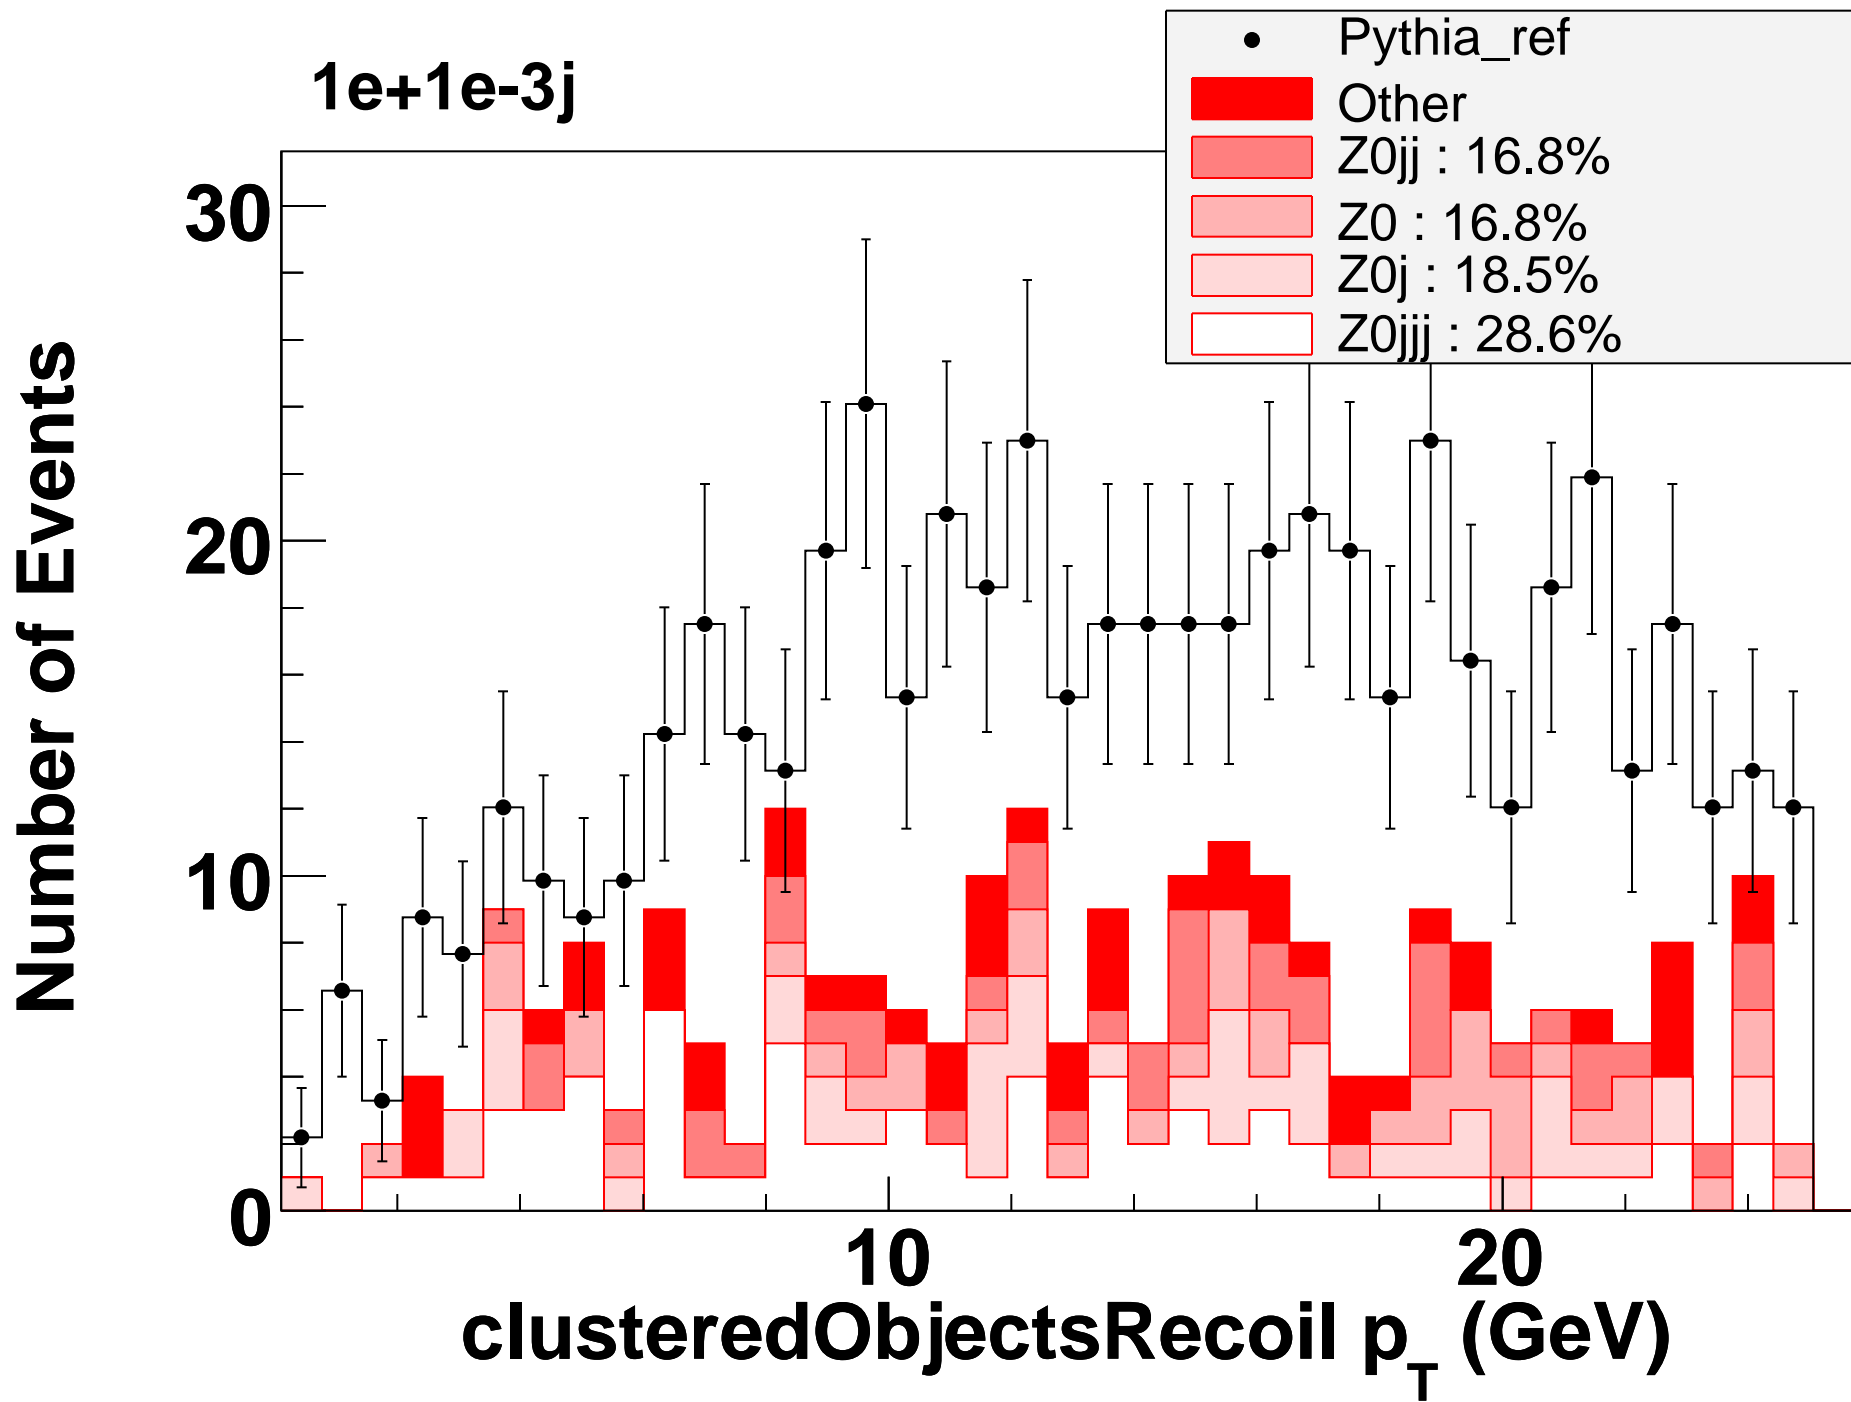 1e+1e-3j
Pythia_ref
Other
Z0jj : 16.8%
Z0 : 16.8%
Z0j : 18.5%
Z0jjj : 28.6%
Number of Events
30
20
10
0
10 20
clusteredObjectsRecoil p_T (GeV)